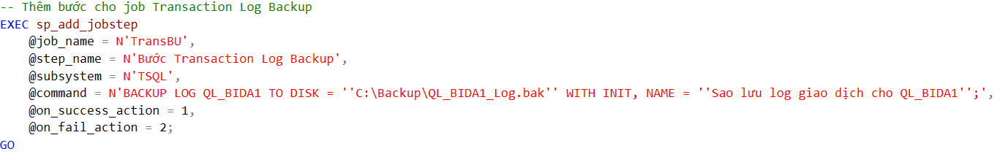 -- Thêm bước cho job Transaction Log Backup
EXEC sp_add_jobstep
    @job_name = N'TransBU',
    @step_name = N'Bước Transaction Log Backup',
    @subsystem = N'TSQL',
    @command = N'BACKUP LOG QL_BIDA1 TO DISK = ''C:\Backup\QL_BIDA1_Log.bak'' WITH INIT, NAME = ''Sao lưu log giao dịch cho QL_BIDA1'';',
    @on_success_action = 1,
    @on_fail_action = 2;
GO